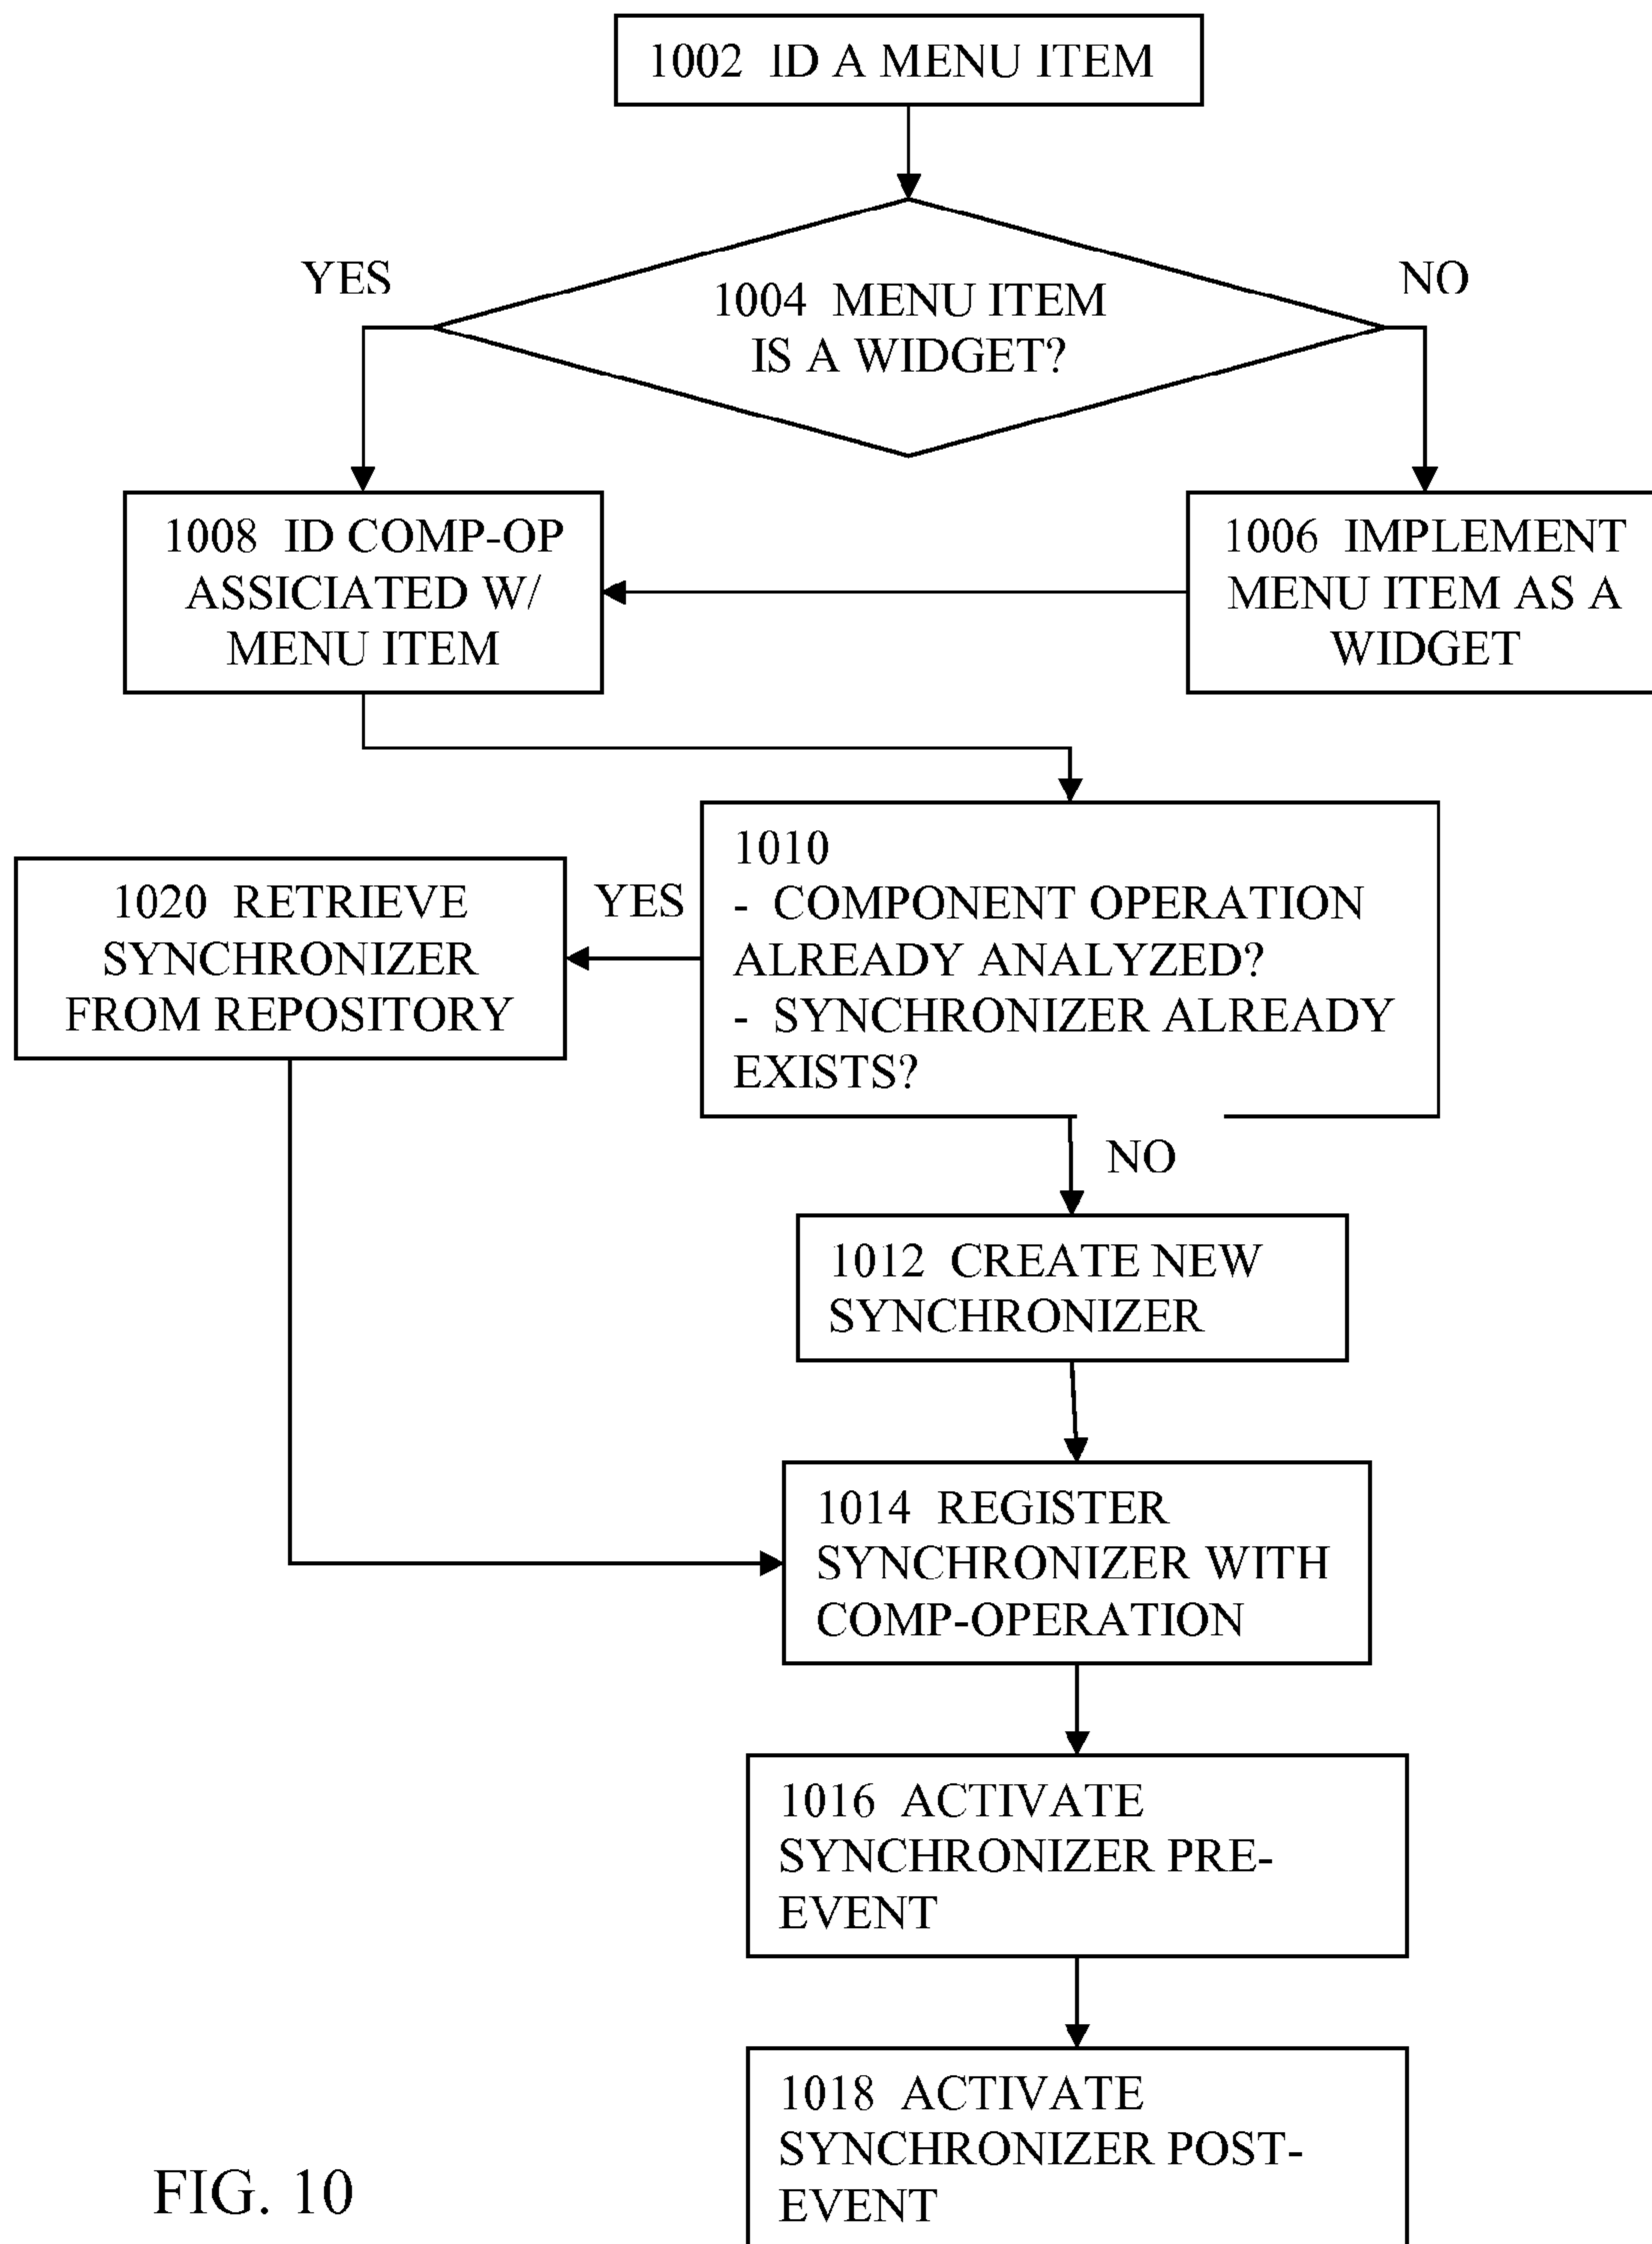 1002 ID A MENU ITEM
YES
NO
1004 MENU ITEM
IS A WIDGET?
1008 ID COMP-OP
ASSICIATED W/
MENU ITEM
1006 IMPLEMENT
MENU ITEM AS A
WIDGET
1010
- COMPONENT OPERATION
ALREADY ANALYZED?
- SYNCHRONIZER ALREADY
EXISTS?
YES
1020 RETRIEVE
SYNCHRONIZER
FROM REPOSITORY
NO
1012 CREATE NEW
SYNCHRONIZER
1014 REGISTER
SYNCHRONIZER WITH
COMP-OPERATION
1016 ACTIVATE
SYNCHRONIZER PRE-
EVENT
1018 ACTIVATE
SYNCHRONIZER POST-
EVENT
FIG. 10